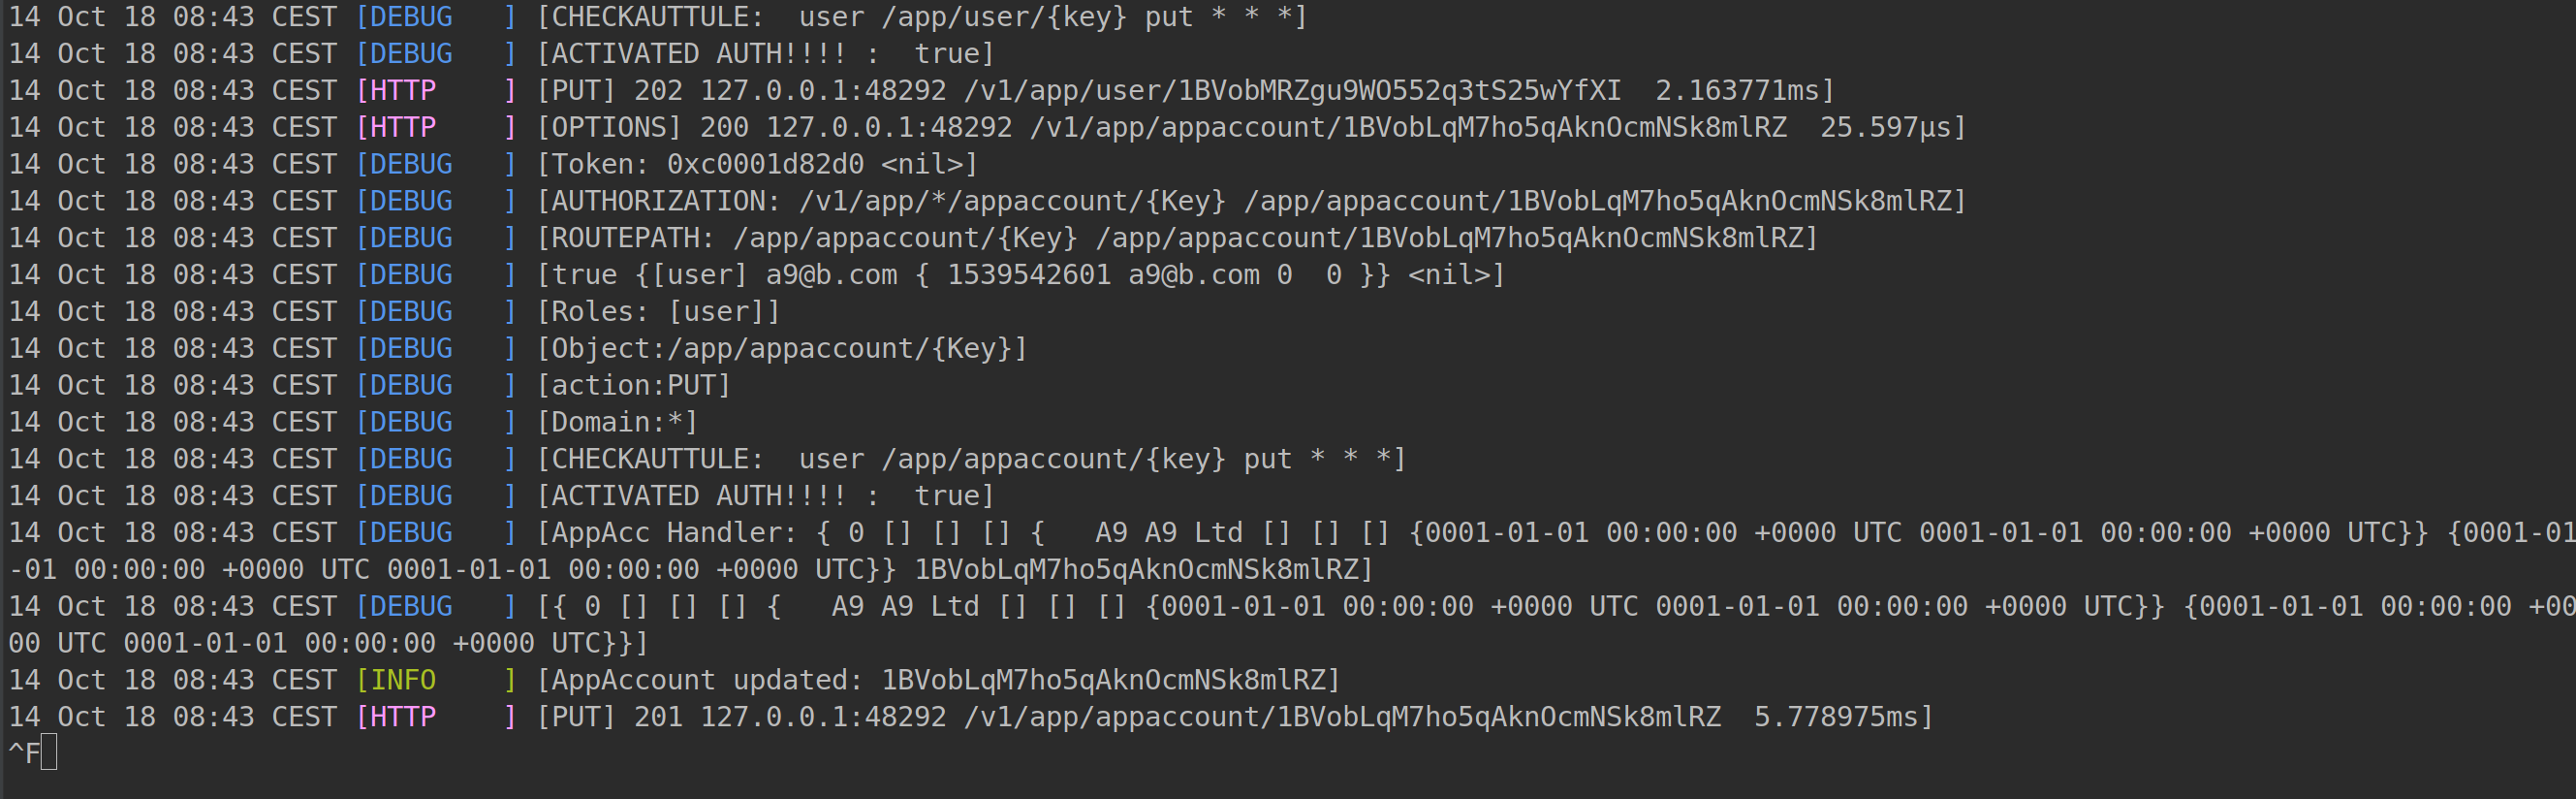 14 Oct 18 08:43 CEST [DEBUG   ] [CHECKAUTTULE:  user /app/user/{key} put * * *]
14 Oct 18 08:43 CEST [DEBUG   ] [ACTIVATED AUTH!!!! :  true]
14 Oct 18 08:43 CEST [HTTP    ] [PUT] 202 127.0.0.1:48292 /v1/app/user/1BVobMRZgu9WO552q3tS25wYfXI  2.163771ms]
14 Oct 18 08:43 CEST [HTTP    ] [OPTIONS] 200 127.0.0.1:48292 /v1/app/appaccount/1BVobLqM7ho5qAknOcmNSk8mlRZ  25.597µs]
14 Oct 18 08:43 CEST [DEBUG   ] [Token: 0xc0001d82d0 <nil>]
14 Oct 18 08:43 CEST [DEBUG   ] [AUTHORIZATION: /v1/app/*/appaccount/{Key} /app/appaccount/1BVobLqM7ho5qAknOcmNSk8mlRZ]
14 Oct 18 08:43 CEST [DEBUG   ] [ROUTEPATH: /app/appaccount/{Key} /app/appaccount/1BVobLqM7ho5qAknOcmNSk8mlRZ]
14 Oct 18 08:43 CEST [DEBUG   ] [true {[user] a9@b.com { 1539542601 a9@b.com 0  0 }} <nil>]
14 Oct 18 08:43 CEST [DEBUG   ] [Roles: [user]]
14 Oct 18 08:43 CEST [DEBUG   ] [Object:/app/appaccount/{Key}]
14 Oct 18 08:43 CEST [DEBUG   ] [action:PUT]
14 Oct 18 08:43 CEST [DEBUG   ] [Domain:*]
14 Oct 18 08:43 CEST [DEBUG   ] [CHECKAUTTULE:  user /app/appaccount/{key} put * * *]
14 Oct 18 08:43 CEST [DEBUG   ] [ACTIVATED AUTH!!!! :  true]
14 Oct 18 08:43 CEST [DEBUG   ] [AppAcc Handler: { 0 [] [] [] {   A9 A9 Ltd [] [] [] {0001-01-01 00:00:00 +0000 UTC 0001-01-01 00:00:00 +0000 UTC}} {0001-01
-01 00:00:00 +0000 UTC 0001-01-01 00:00:00 +0000 UTC}} 1BVobLqM7ho5qAknOcmNSk8mlRZ]
14 Oct 18 08:43 CEST [DEBUG   ] [{ 0 [] [] [] {   A9 A9 Ltd [] [] [] {0001-01-01 00:00:00 +0000 UTC 0001-01-01 00:00:00 +0000 UTC}} {0001-01-01 00:00:00 +00
00 UTC 0001-01-01 00:00:00 +0000 UTC}}]
14 Oct 18 08:43 CEST [INFO    ] [AppAccount updated: 1BVobLqM7ho5qAknOcmNSk8mlRZ]
14 Oct 18 08:43 CEST [HTTP    ] [PUT] 201 127.0.0.1:48292 /v1/app/appaccount/1BVobLqM7ho5qAknOcmNSk8mlRZ  5.778975ms]
^F